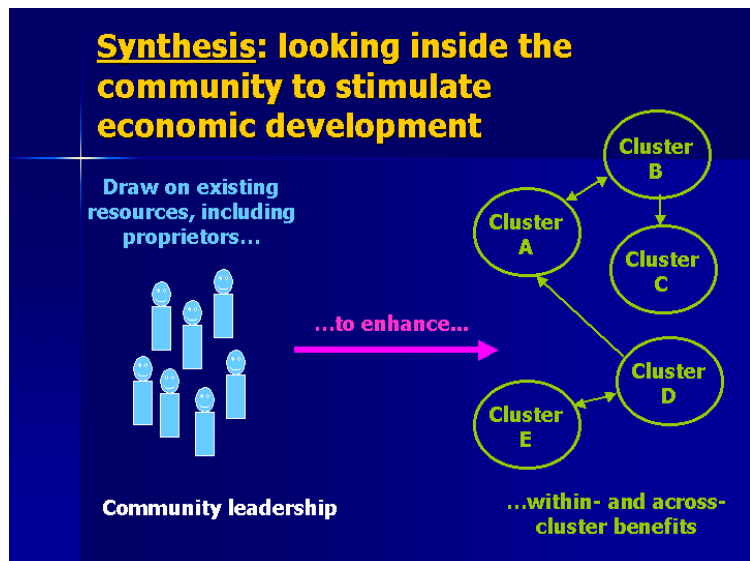 Synthesis: looking inside the
community to stimulate
economic development
Draw on existing
resources, including
proprietors...
...to enhance...
Community leadership
Cluster
B
Cluster
A
Cluster
C
Cluster
D
Cluster
E
...within- and across-
cluster benefits